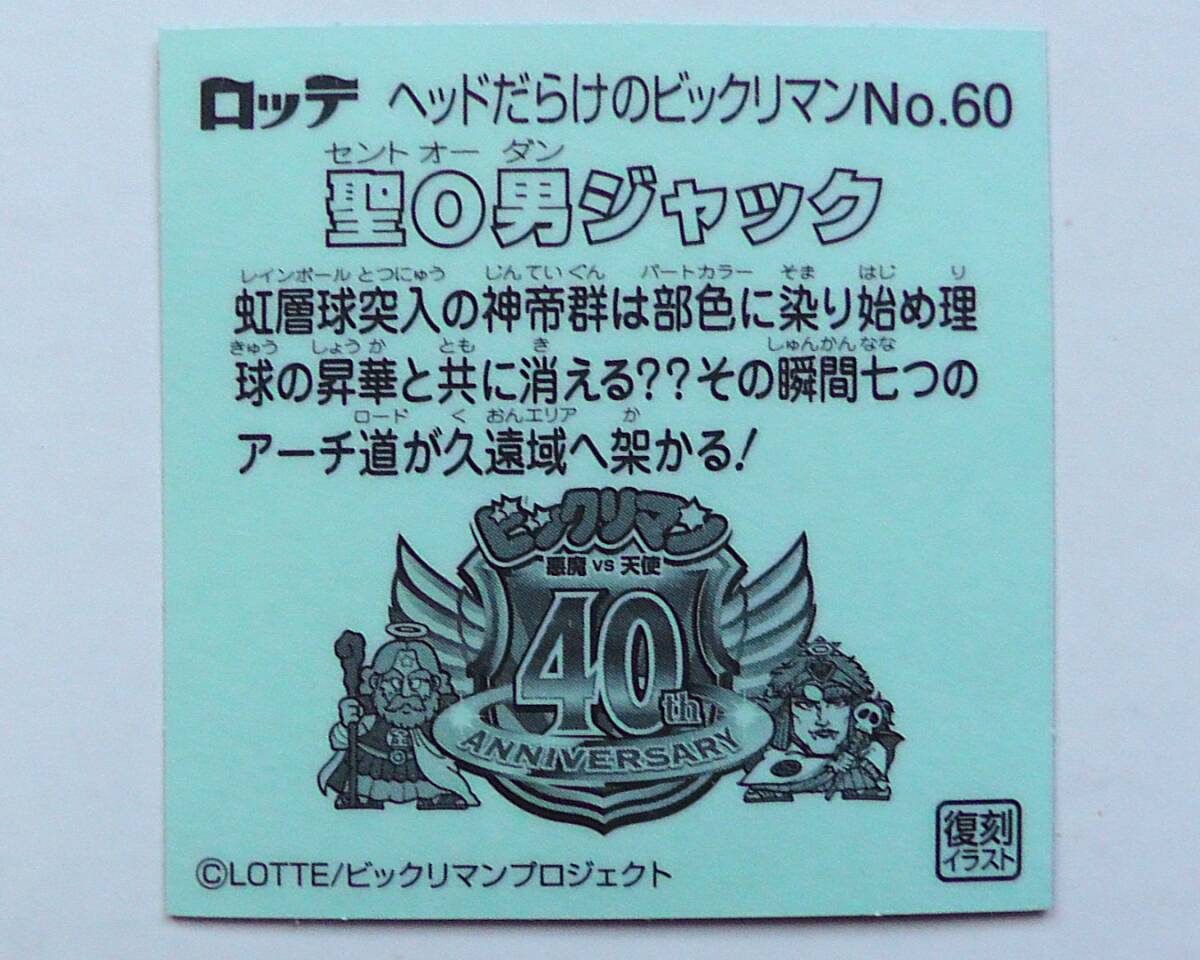 ロッテ ヘッドだらけのビックリマンNo.60
セント オー ダン
聖O男ジャック
レインボール とつにゅう じんていぐん パートカラー そま はじ り
虹層球突入の神帝群は部色に染り始め理
きゅう しょうか とも き しゅんかん なな
球の昇華と共に消える??その瞬間七つの
ロード く おんエリア か
アーチ道が久遠域へ架かる!
ビックリマン
悪魔 VS 天使
40th
ANNIVERSARY
復刻
イラスト
©LOTTE/ビックリマンプロジェクト